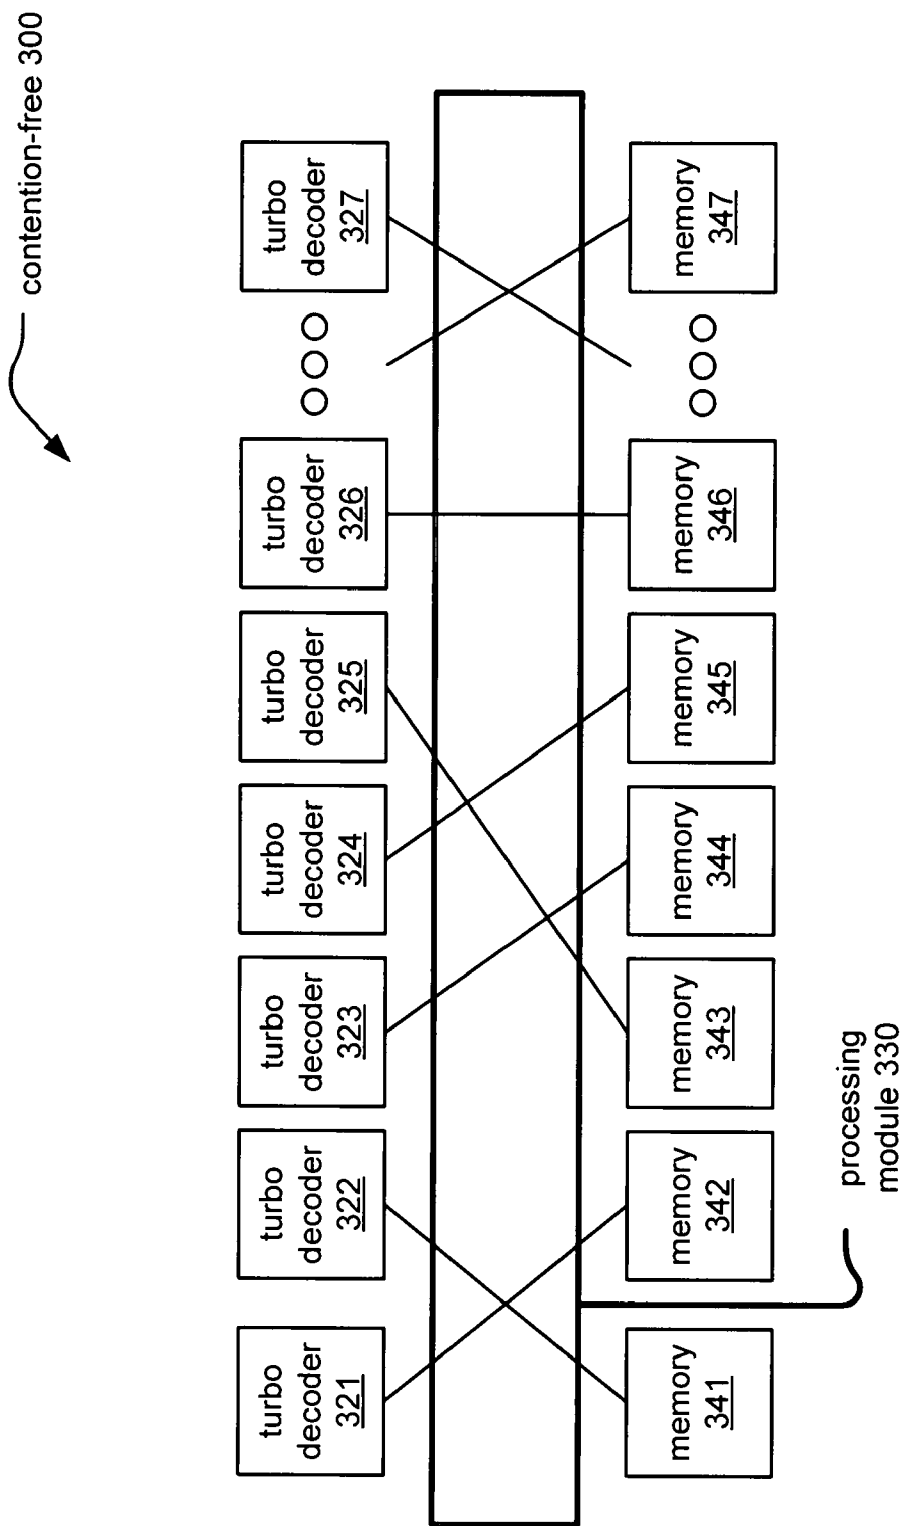 contention-free 300
turbo
decoder
321
turbo
decoder
322
turbo
decoder
323
turbo
decoder
324
turbo
decoder
325
turbo
decoder
326
turbo
decoder
327
memory
341
memory
342
memory
343
memory
344
memory
345
memory
346
memory
347
processing
module 330